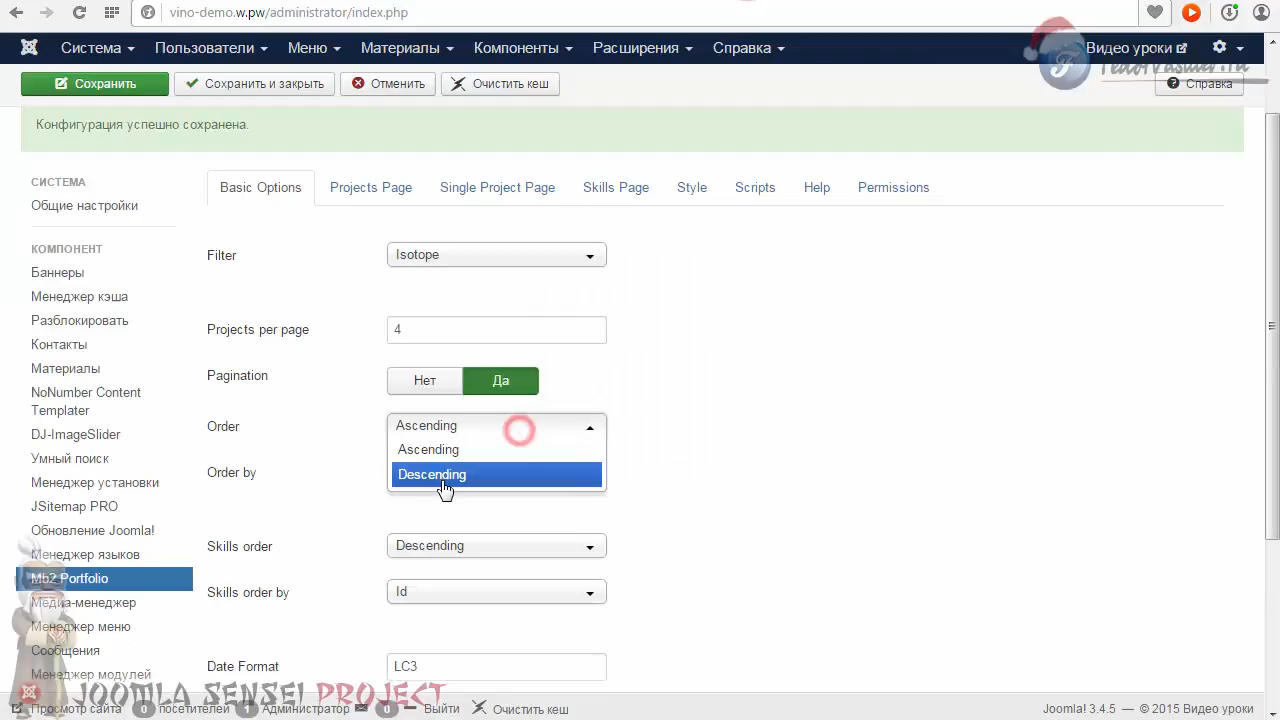 vino-demo.w.pw/administrator/index.php
Система Пользователи Меню Материалы Компоненты Расширения Справка Видео уроки
Сохранить Сохранить и закрыть Отменить Очистить кеш Справка
Конфигурация успешно сохранена.
СИСТЕМА
Общие настройки
КОМПОНЕНТ
Баннеры
Менеджер кэша
Разблокировать
Контакты
Материалы
NoNumber Content
Templater
DJ-ImageSlider
Умный поиск
Менеджер установки
JSitemap PRO
Обновление Joomla!
Менеджер языков
Mb2 Portfolio
Медиа-менеджер
Менеджер меню
Сообщения
Менеджер модулей
Basic Options Projects Page Single Project Page Skills Page Style Scripts Help Permissions
Filter Isotope
Projects per page 4
Pagination Нет Да
Order Ascending
Ascending
Descending
Order by
Skills order Descending
Skills order by Id
Date Format LC3
JOOMLA SENSEI PROJECT
Просмотр сайта 0 посетителей 1 Администратор 0 Выйти Очистить кеш Joomla! 3.4.5 — © 2015 Видео уроки